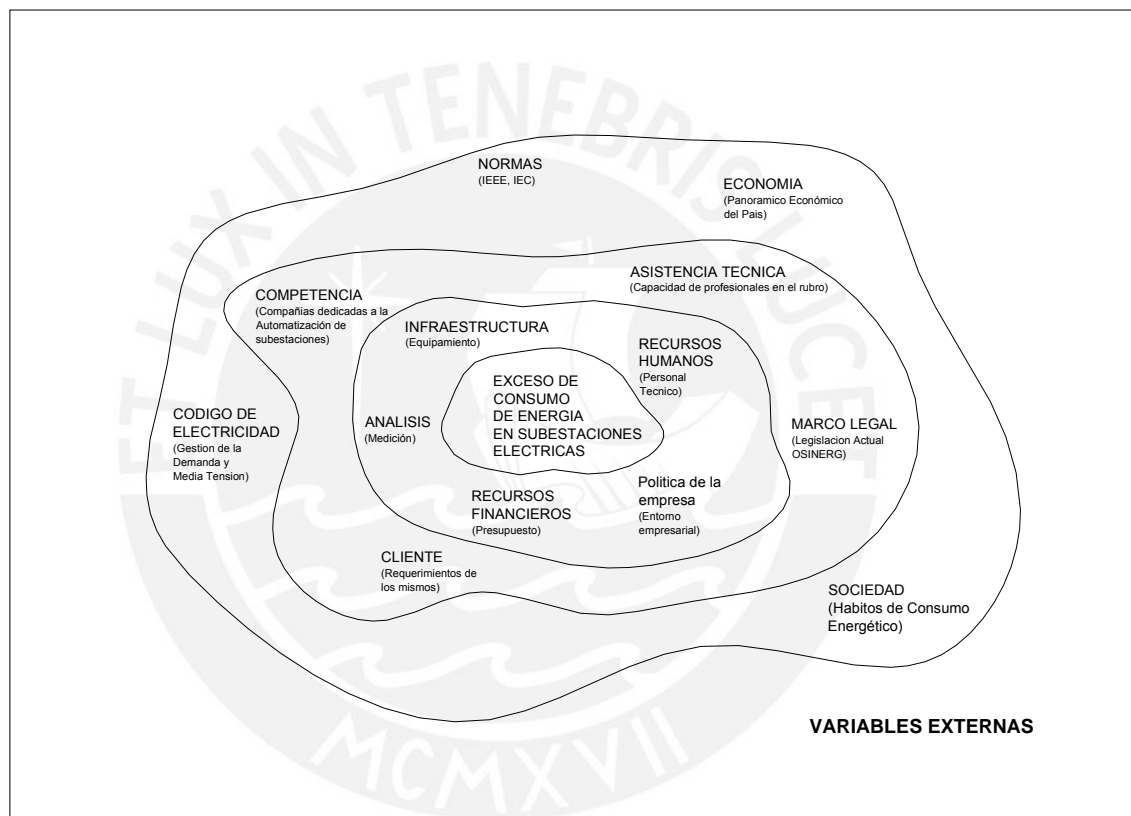 ET LUX IN TENEBRIS LUCET
NORMAS
(IEEE, IEC)
ECONOMIA
(Panoramico Económico
del Pais)
ASISTENCIA TECNICA
(Capacidad de profesionales en el rubro)
COMPETENCIA
(Compañias dedicadas a la
Automatización de
subestaciones)
INFRAESTRUCTURA
(Equipamiento)
RECURSOS
HUMANOS
(Personal
Tecnico)
EXCESO DE
CONSUMO
DE ENERGIA
EN SUBESTACIONES
ELECTRICAS
CODIGO DE
ELECTRICIDAD
(Gestion de la
Demanda y
Media Tension)
ANALISIS
(Medición)
MARCO LEGAL
(Legislacion Actual
OSINERG)
RECURSOS
FINANCIEROS
(Presupuesto)
Politica de la
empresa
(Entorno
empresarial)
CLIENTE
(Requerimientos de
los mismos)
SOCIEDAD
(Habitos de Consumo
Energético)
VARIABLES EXTERNAS
MCMXVII